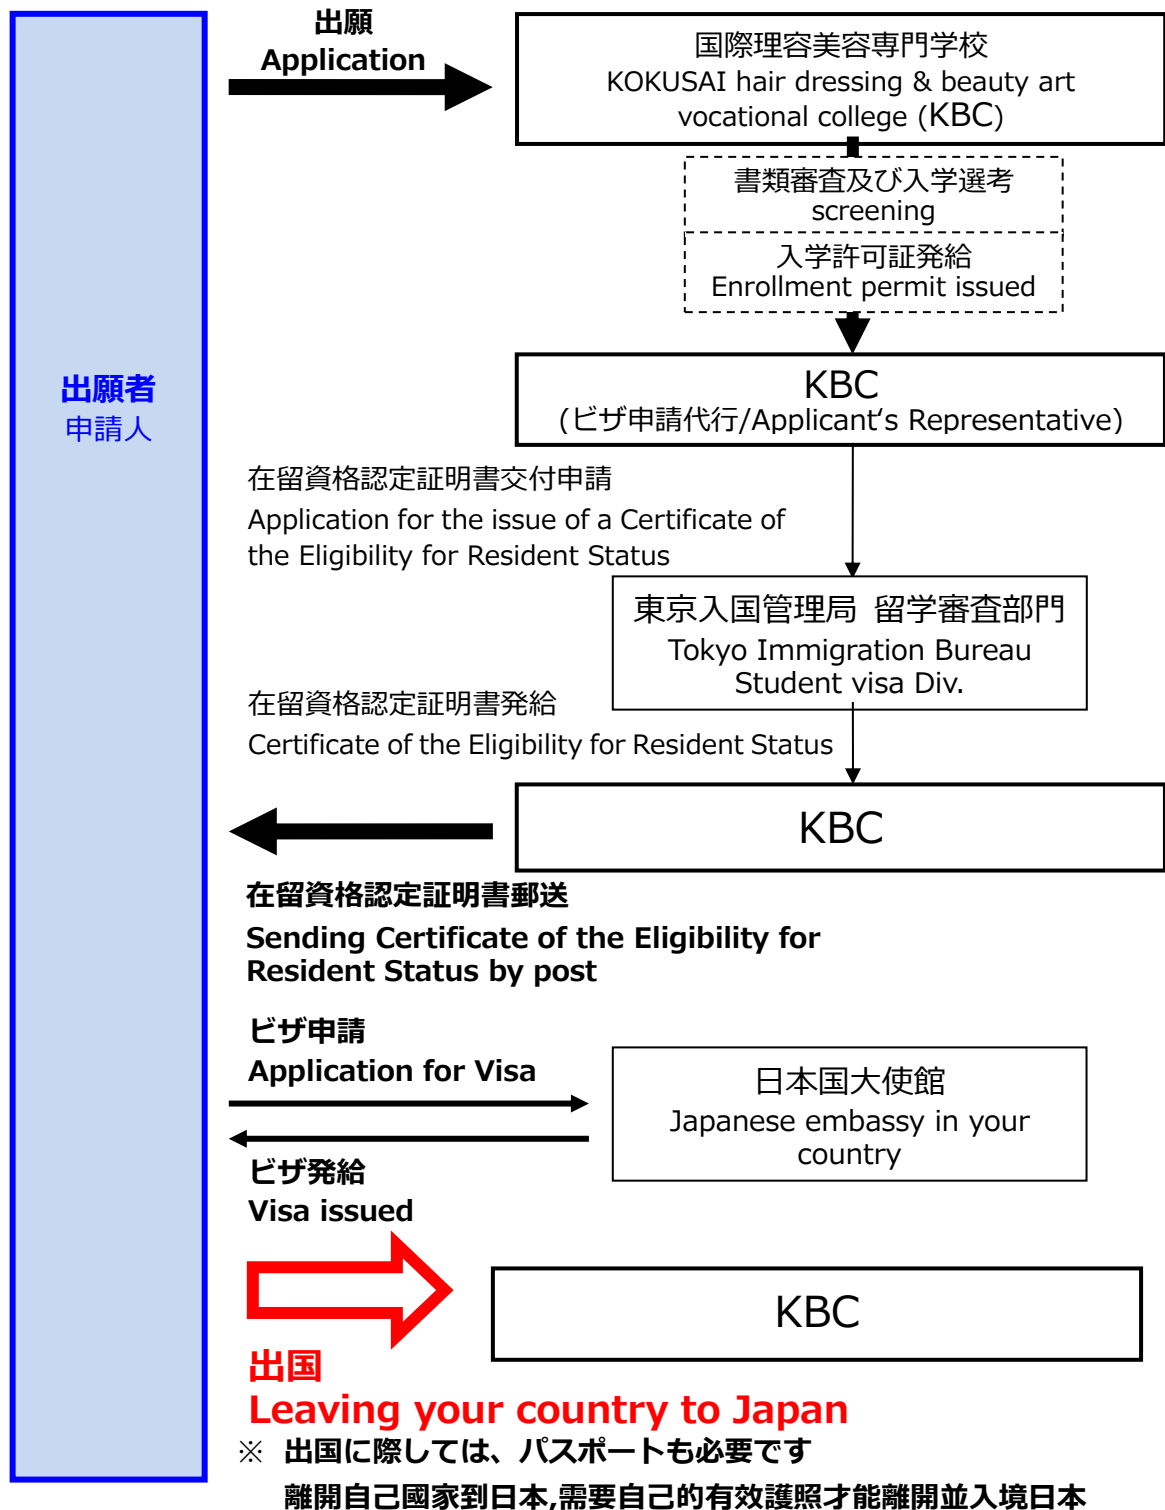 出願
Application
国際理容美容専門学校
KOKUSAI hair dressing & beauty art
vocational college (KBC)
書類審査及び入学選考
screening
入学許可証発給
Enrollment permit issued
出願者
申請人
KBC
(ビザ申請代行/Applicant‘s Representative)
在留資格認定証明書交付申請
Application for the issue of a Certificate of
the Eligibility for Resident Status
東京入国管理局 留学審査部門
Tokyo Immigration Bureau
Student visa Div.
在留資格認定証明書発給
Certificate of the Eligibility for Resident Status
KBC
在留資格認定証明書郵送
Sending Certificate of the Eligibility for
Resident Status by post
ビザ申請
Application for Visa
日本国大使館
Japanese embassy in your
country
ビザ発給
Visa issued
KBC
出国
Leaving your country to Japan
※ 出国に際しては、パスポートも必要です
離開自己國家到日本,需要自己的有效護照才能離開並入境日本